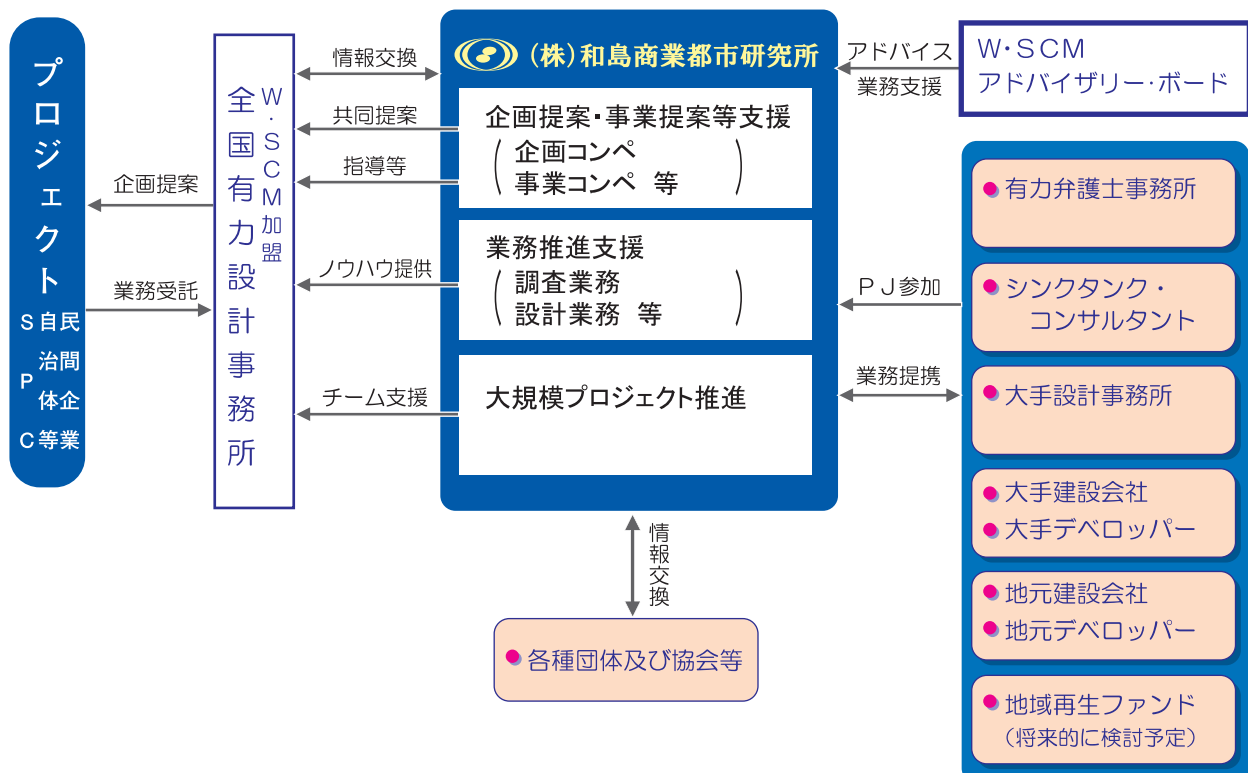 プロジェクト
民間企業
自治体等
SPC
企画提案
業務受託
W・SCM加盟
全国有力設計事務所
情報交換
共同提案
指導等
ノウハウ提供
チーム支援
(株)和島商業都市研究所
企画提案・事業提案等支援
(企画コンペ
事業コンペ 等)
業務推進支援
(調査業務
設計業務 等)
大規模プロジェクト推進
情報交換
各種団体及び協会等
アドバイス
業務支援
W・SCM
アドバイザリー・ボード
PJ参加
業務提携
有力弁護士事務所
シンクタンク・
コンサルタント
大手設計事務所
大手建設会社
大手デベロッパー
地元建設会社
地元デベロッパー
地域再生ファンド
(将来的に検討予定)